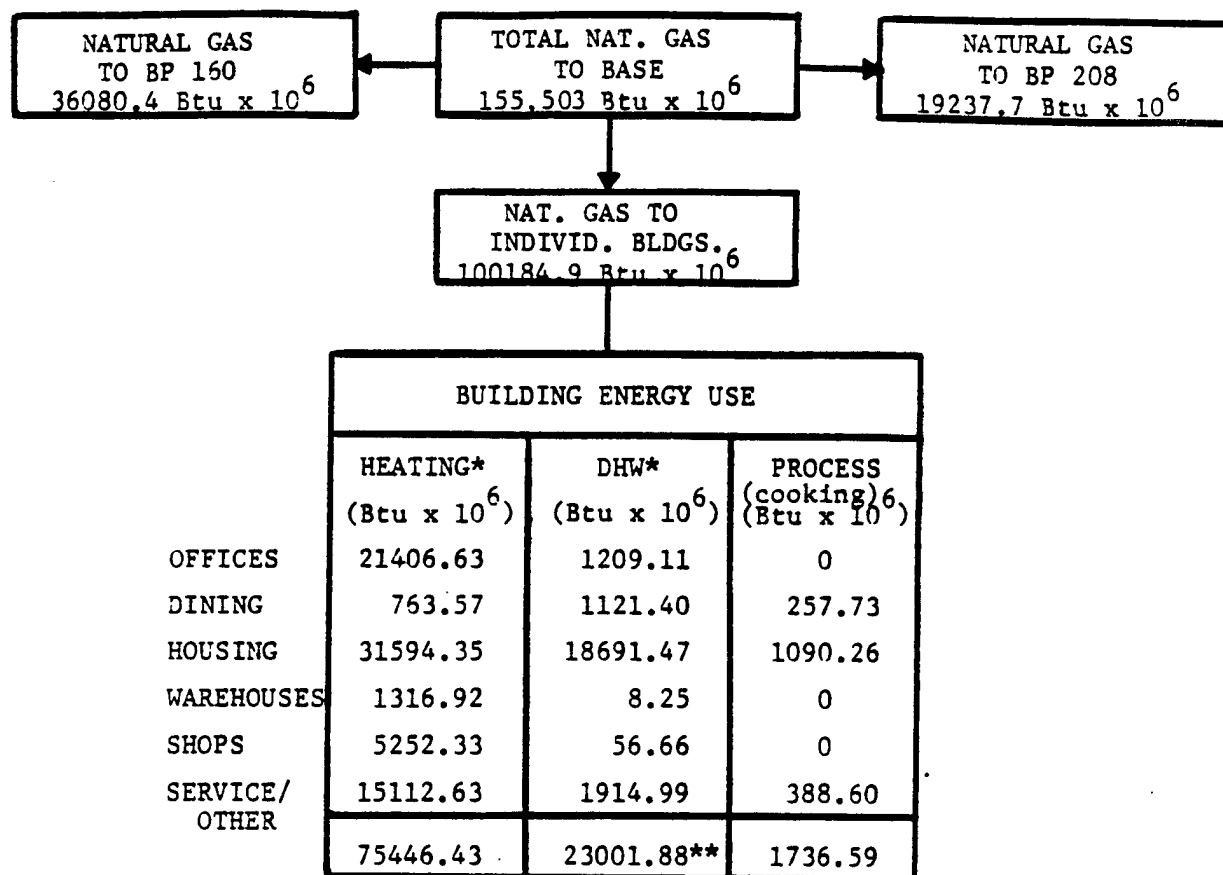 NATURAL GAS
TO BP 160
36080.4 Btu x 10^6
TOTAL NAT. GAS
TO BASE
155,503 Btu x 10^6
NATURAL GAS
TO BP 208
19237.7 Btu x 10^6
NAT. GAS TO
INDIVID. BLDGS.
100184.9 Btu x 10^6
BUILDING ENERGY USE
HEATING* DHW* PROCESS
(cooking)
(Btu x 10^6) (Btu x 10^6) (Btu x 10^6)
OFFICES 21406.63 1209.11 0
DINING 763.57 1121.40 257.73
HOUSING 31594.35 18691.47 1090.26
WAREHOUSES 1316.92 8.25 0
SHOPS 5252.33 56.66 0
SERVICE/ 15112.63 1914.99 388.60
OTHER
75446.43 23001.88** 1736.59